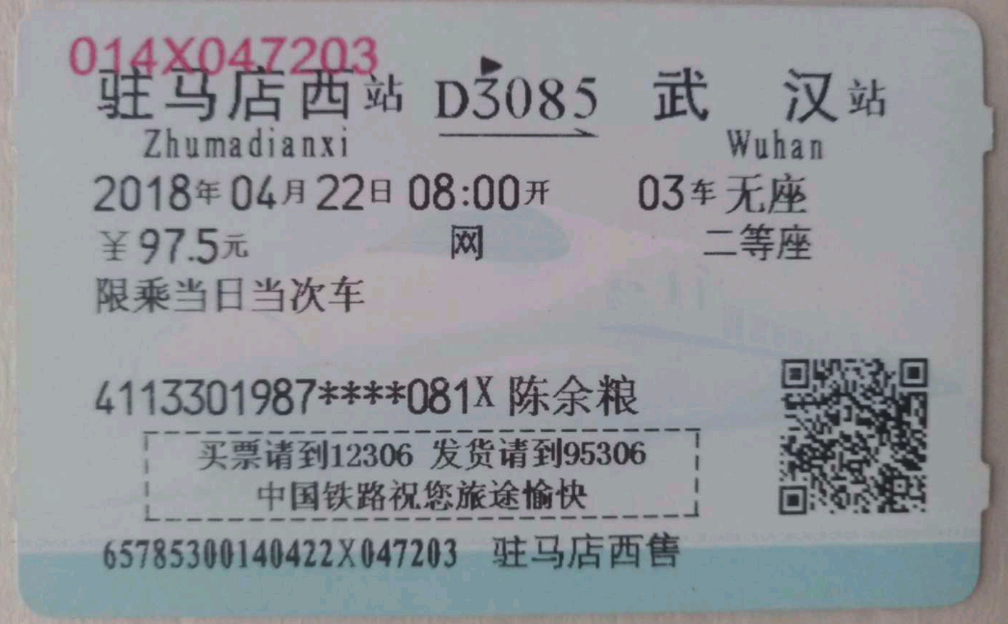 014X047203
驻马店西站 D3085 武汉站
Zhumadianxi Wuhan
2018年04月22日 08:00开 03车无座
￥97.5元 网 二等座
限乘当日当次车
4113301987****081X 陈余粮
买票请到12306 发货请到95306
中国铁路祝您旅途愉快
65785300140422X047203 驻马店西售